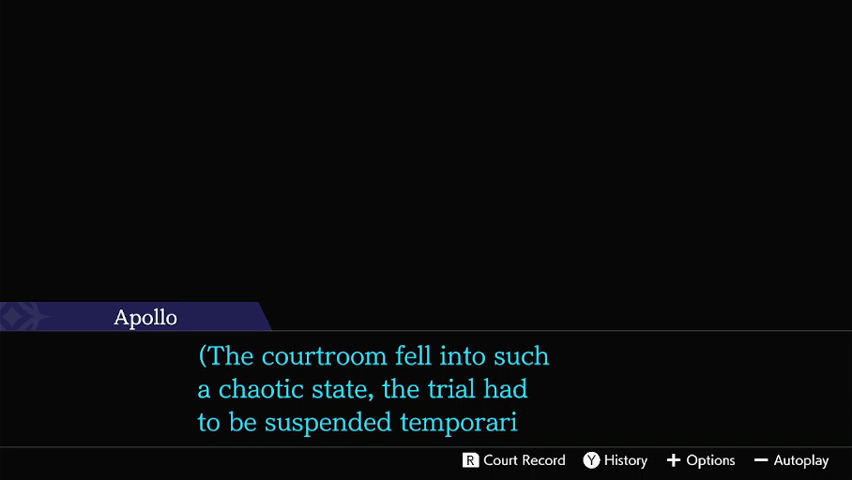 Apollo
(The courtroom fell into such
a chaotic state, the trial had
to be suspended temporari
R Court Record Y History + Options − Autoplay